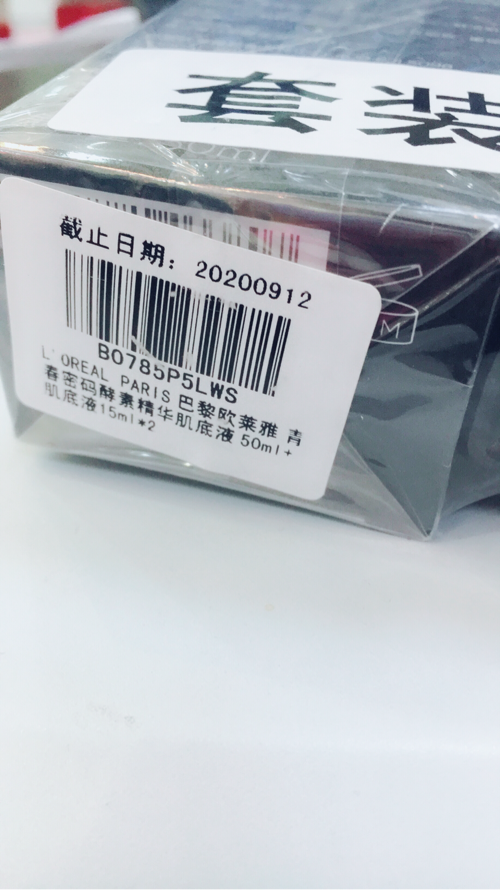 套装
截止日期：20200912
B0785P5LWS
L'OREAL PARIS 巴黎欧莱雅 青
春密码酵素精华肌底液 50ml+
肌底液15ml*2